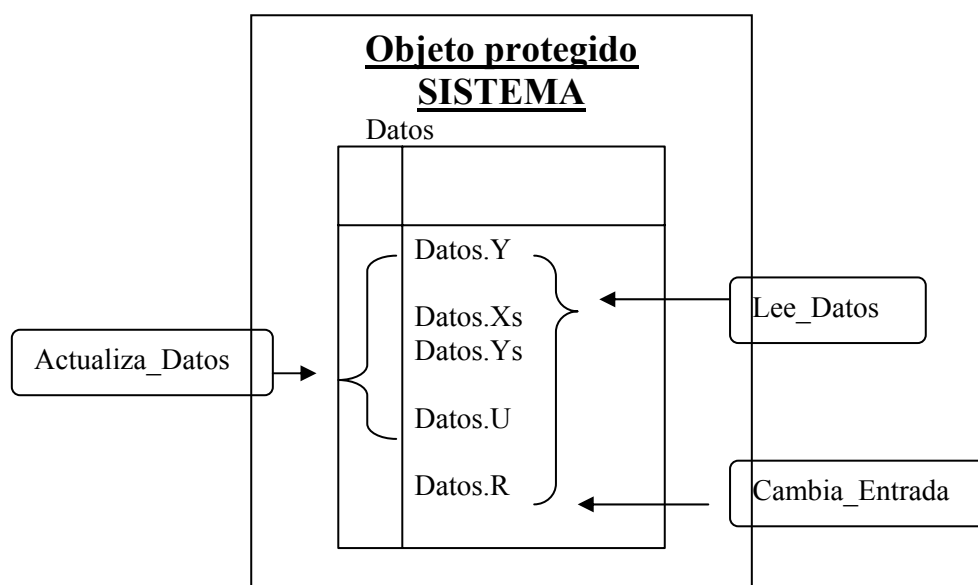 Objeto protegido
SISTEMA
Datos
Datos.Y
Datos.Xs
Datos.Ys
Datos.U
Datos.R
Actualiza_Datos
Lee_Datos
Cambia_Entrada